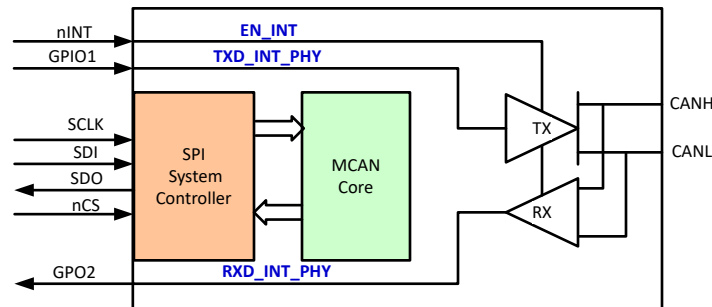 nINT EN_INT
GPIO1 TXD_INT_PHY
CANH
SCLK
TX
SDI
SPI
System
Controller
MCAN
Core
CANL
SDO
nCS
RX
GPO2 RXD_INT_PHY